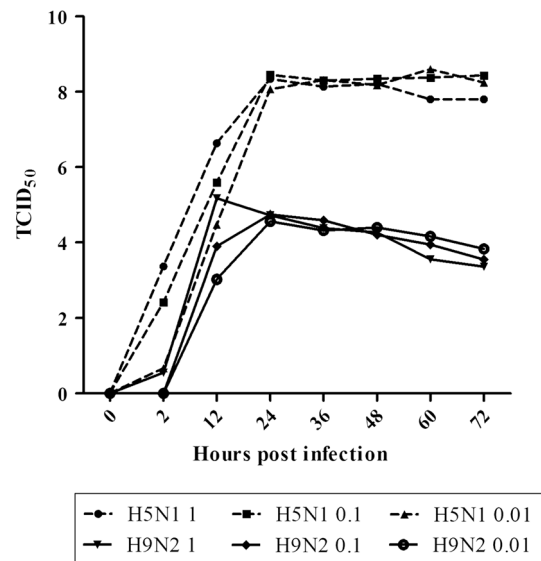 10
8
6
4
2
0
TCID50
0 2 12 24 36 48 60 72
Hours post infection
H5N1 1 H5N1 0.1 H5N1 0.01
H9N2 1 H9N2 0.1 H9N2 0.01